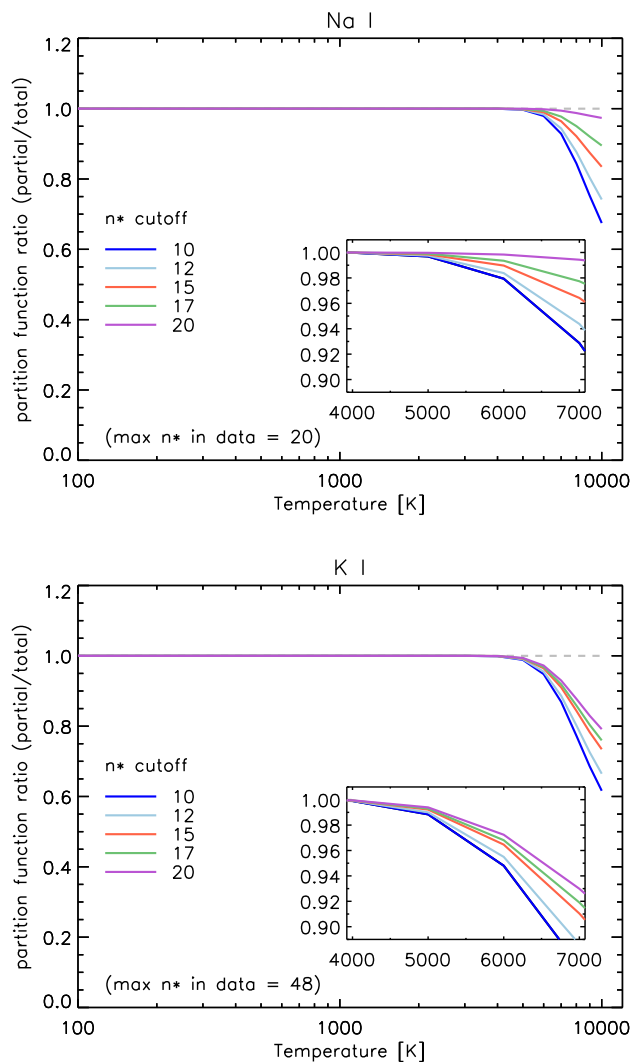 Na I
partition function ratio (partial/total)
1.2
1.0
0.8
0.6
0.4
0.2
0.0
n* cutoff
10
12
15
17
20
1.00
0.98
0.96
0.94
0.92
0.90
4000 5000 6000 7000
(max n* in data = 20)
100 1000 10000
Temperature [K]
K I
partition function ratio (partial/total)
1.2
1.0
0.8
0.6
0.4
0.2
0.0
n* cutoff
10
12
15
17
20
1.00
0.98
0.96
0.94
0.92
0.90
4000 5000 6000 7000
(max n* in data = 48)
100 1000 10000
Temperature [K]